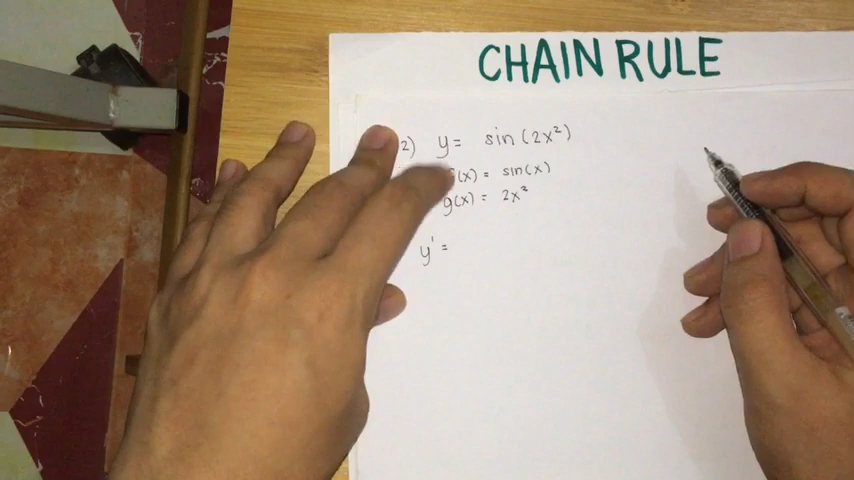 CHAIN RULE
2) y = sin(2x²)
f(x) = sin(x)
g(x) = 2x²
y' =